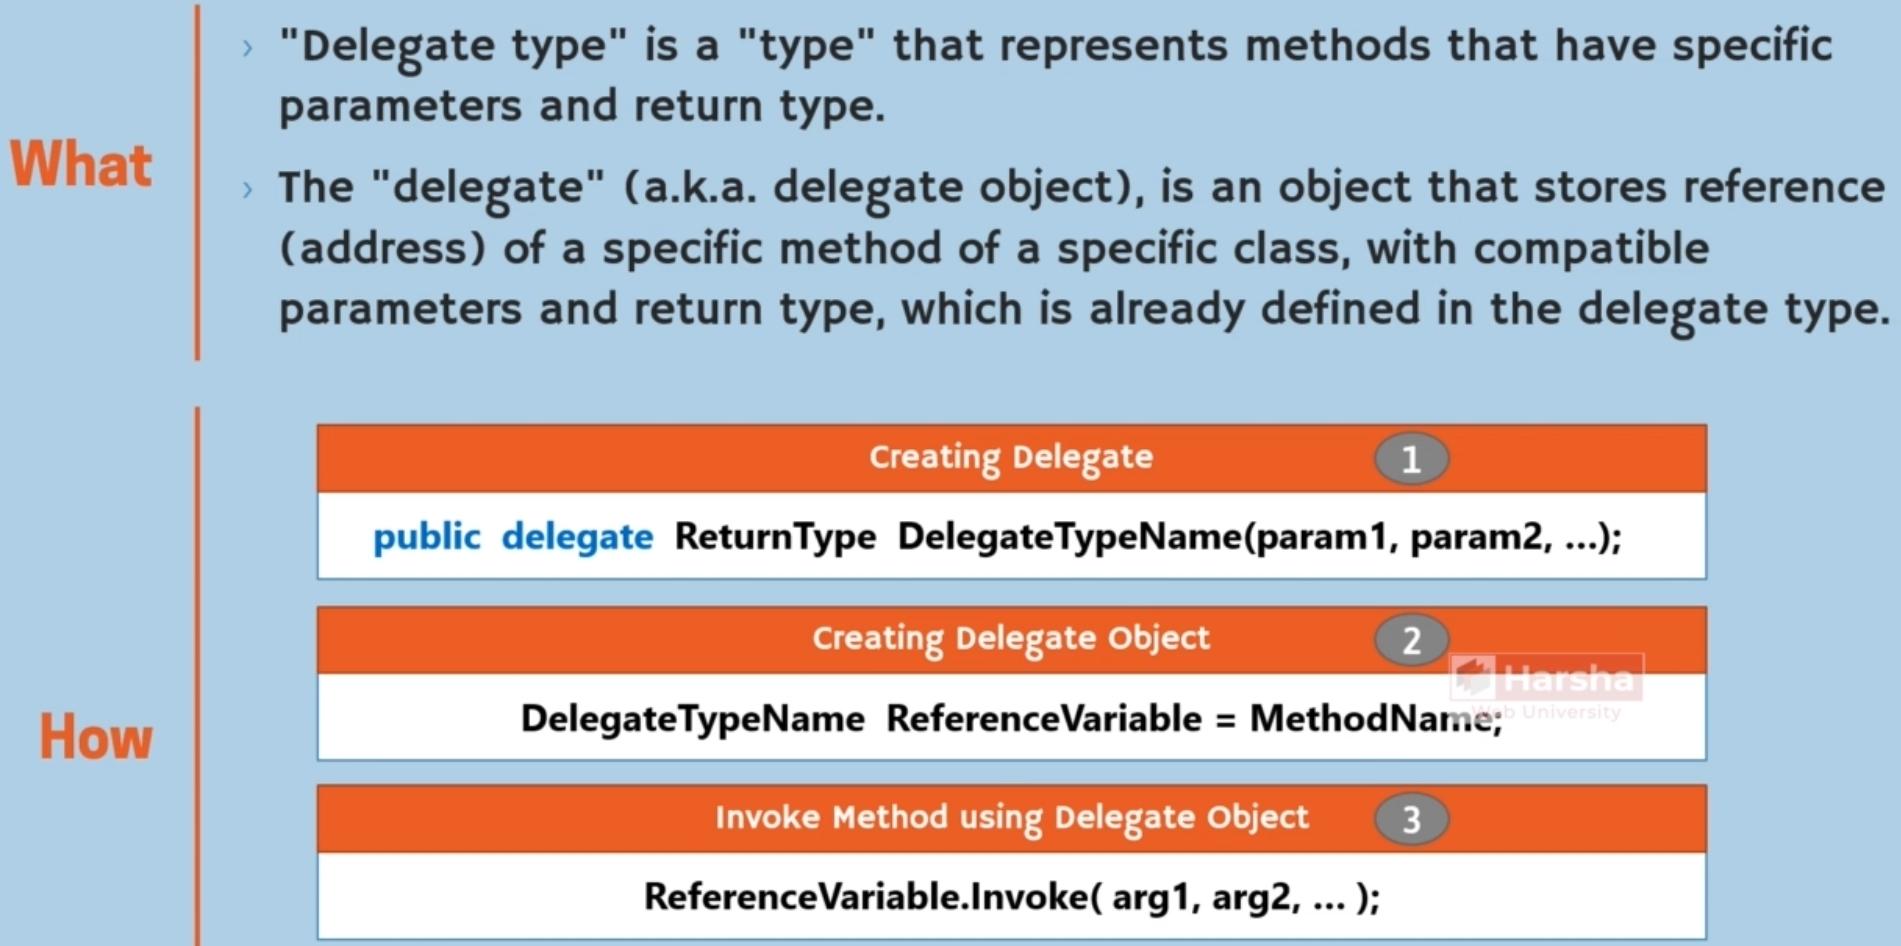 What
› "Delegate type" is a "type" that represents methods that have specific
parameters and return type.
› The "delegate" (a.k.a. delegate object), is an object that stores reference
(address) of a specific method of a specific class, with compatible
parameters and return type, which is already defined in the delegate type.
How
Creating Delegate 1
public delegate ReturnType DelegateTypeName(param1, param2, ...);
Creating Delegate Object 2
DelegateTypeName ReferenceVariable = MethodName;
Harsha
Web University
Invoke Method using Delegate Object 3
ReferenceVariable.Invoke( arg1, arg2, ... );